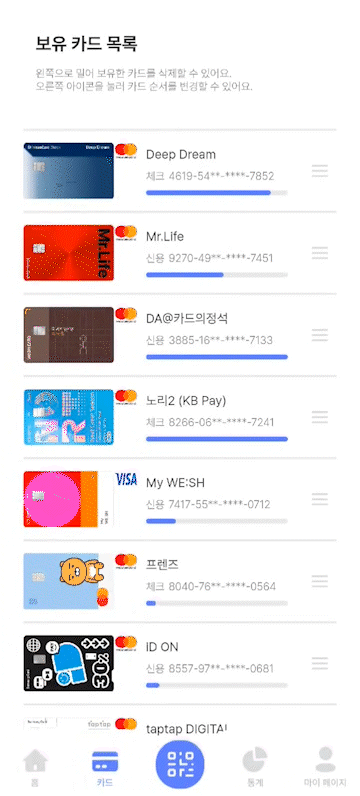 보유 카드 목록
왼쪽으로 밀어 보유한 카드를 삭제할 수 있어요.
오른쪽 아이콘을 눌러 카드 순서를 변경할 수 있어요.
Deep Dream
Deep Dream
체크 4619-54**-****-7852
Mr.Life
Mr.Life
신용 9270-49**-****-7451
DA@카드의정석
신용 3885-16**-****-7133
노리2 (KB Pay)
체크 8266-06**-****-7241
VISA
My WE:SH
신용 7417-55**-****-0712
프렌즈
체크 8040-76**-****-0564
ID ON
신용 8557-97**-****-0681
taptap
taptap DIGITAL
홈
카드
통계
마이 페이지